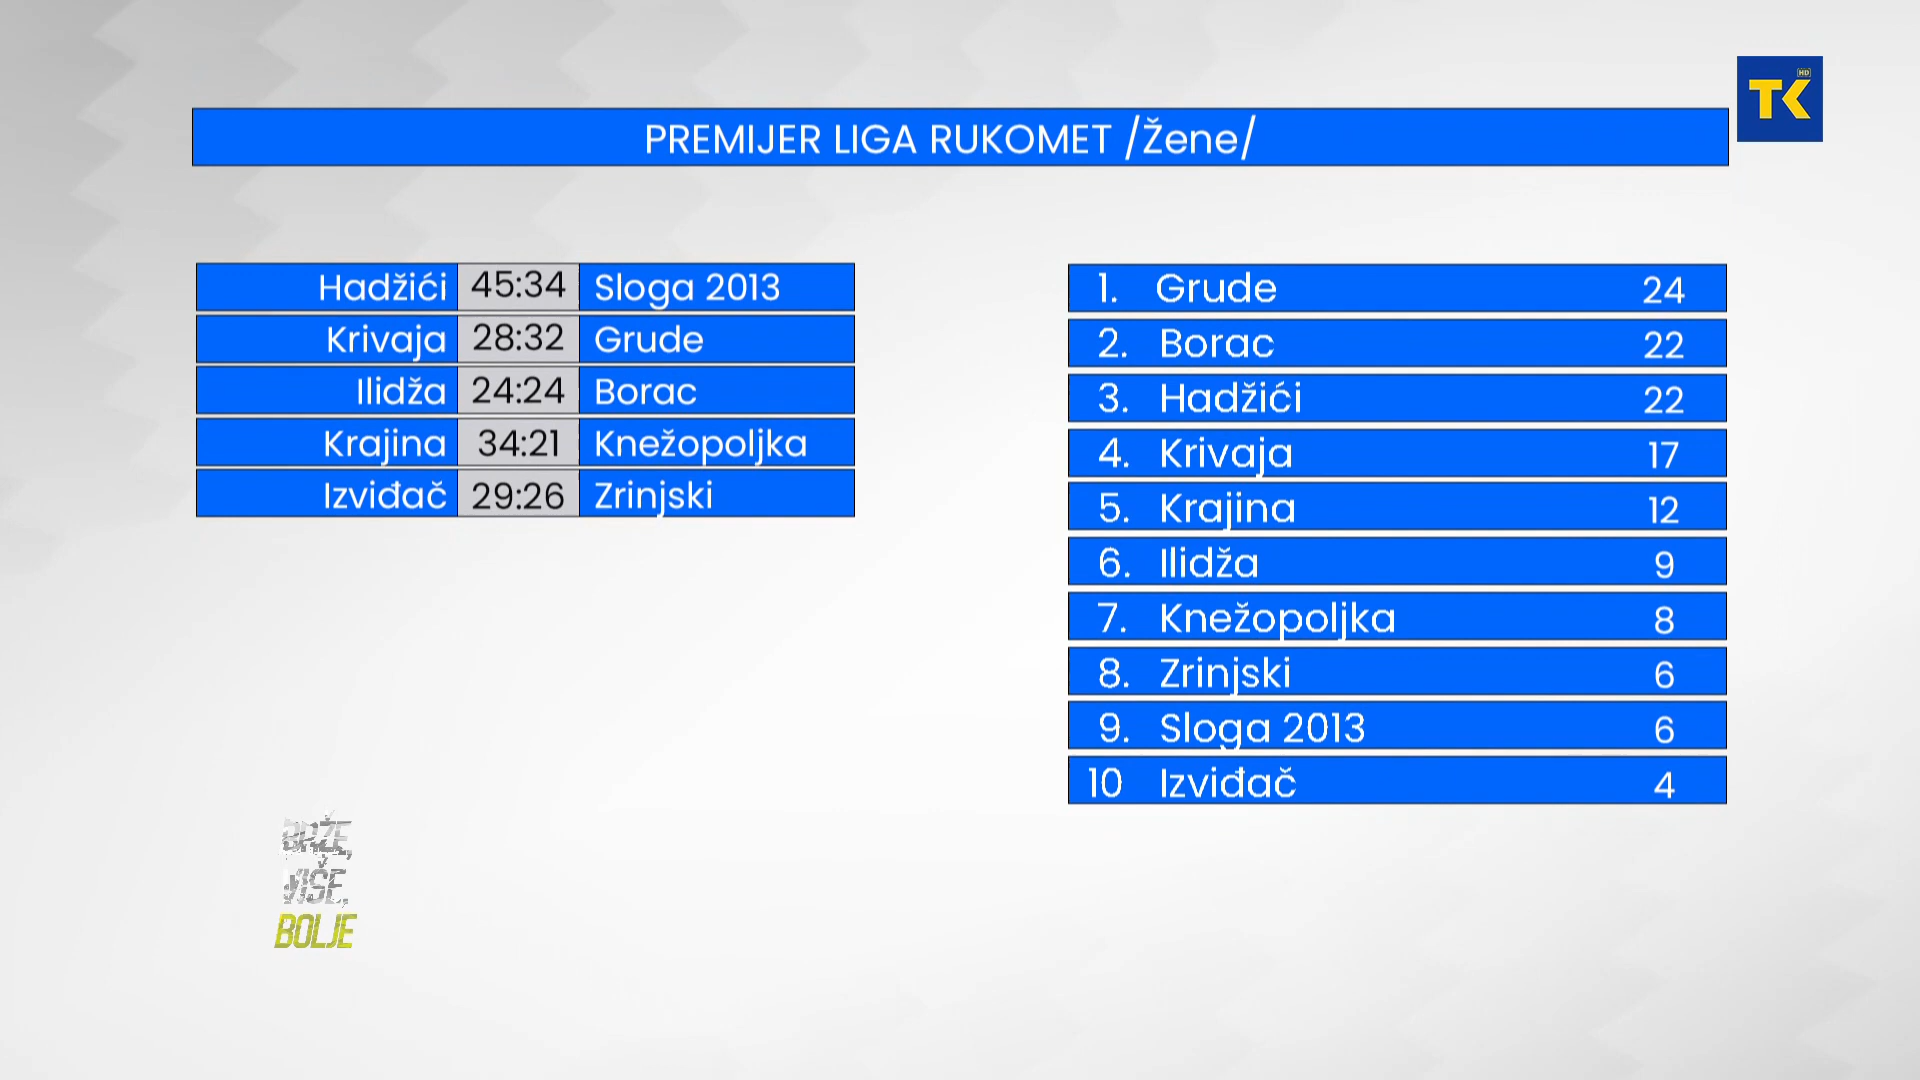 HD
TK
PREMIJER LIGA RUKOMET /Žene/
Hadžići 45:34 Sloga 2013
Krivaja 28:32 Grude
Ilidža 24:24 Borac
Krajina 34:21 Knežopoljka
Izviđač 29:26 Zrinjski
1. Grude 24
2. Borac 22
3. Hadžići 22
4. Krivaja 17
5. Krajina 12
6. Ilidža 9
7. Knežopoljka 8
8. Zrinjski 6
9. Sloga 2013 6
10 Izviđač 4
BRŽE,
VIŠE,
BOLJE